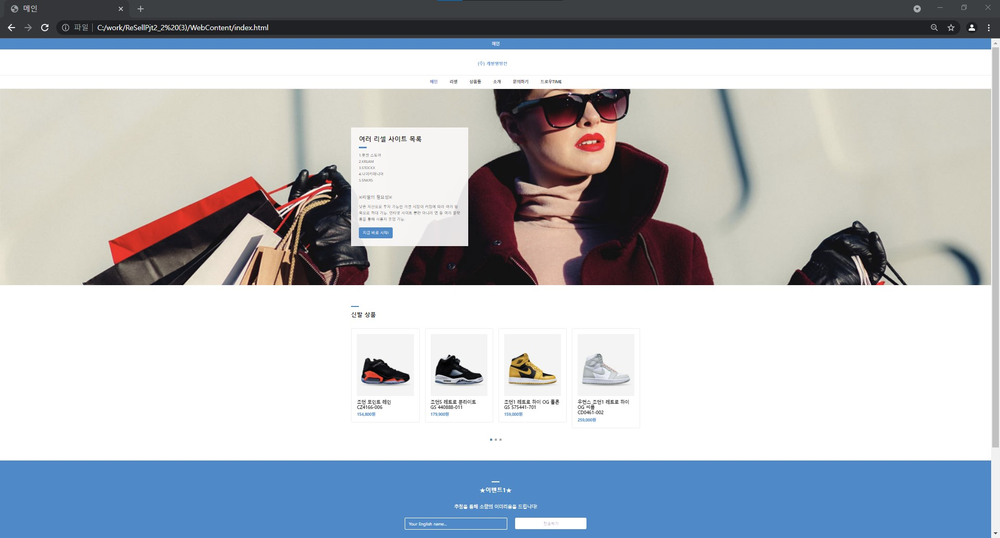 메인
파일
C:/work/ReSellPjt2_2%20(3)/WebContent/index.html
메인
(주) 개발멸망전
메인 리셀 상품들 소개 문의하기 드로우TIME
여러 리셀 사이트 목록
1.풋셀 스토어
2.KREAM
3.STOCKX
4.나이키매니아
5.SNKRS
※리셀의 필요성※
낮은 자산으로 투자 가능한 리셀 시장이 커짐에 따라 여러 항
목으로 확대 가능. 인터넷 사이트 뿐만 아니라 앱 등 여러 플랫
폼을 통해 사용자 유입 가능.
지금 바로 시작!
신발 상품
조던 포인트 레인
CZ4166-006
154,800원
조던5 레트로 문라이트
GS 440888-011
179,900원
조던1 레트로 하이 OG 폴론
GS 575441-701
159,000원
우먼스 조던1 레트로 하이
OG 씨폼
CD0461-002
259,000원
★이벤트1★
추첨을 통해 소량의 이더리움을 드립니다!
Your English name...
전송하기